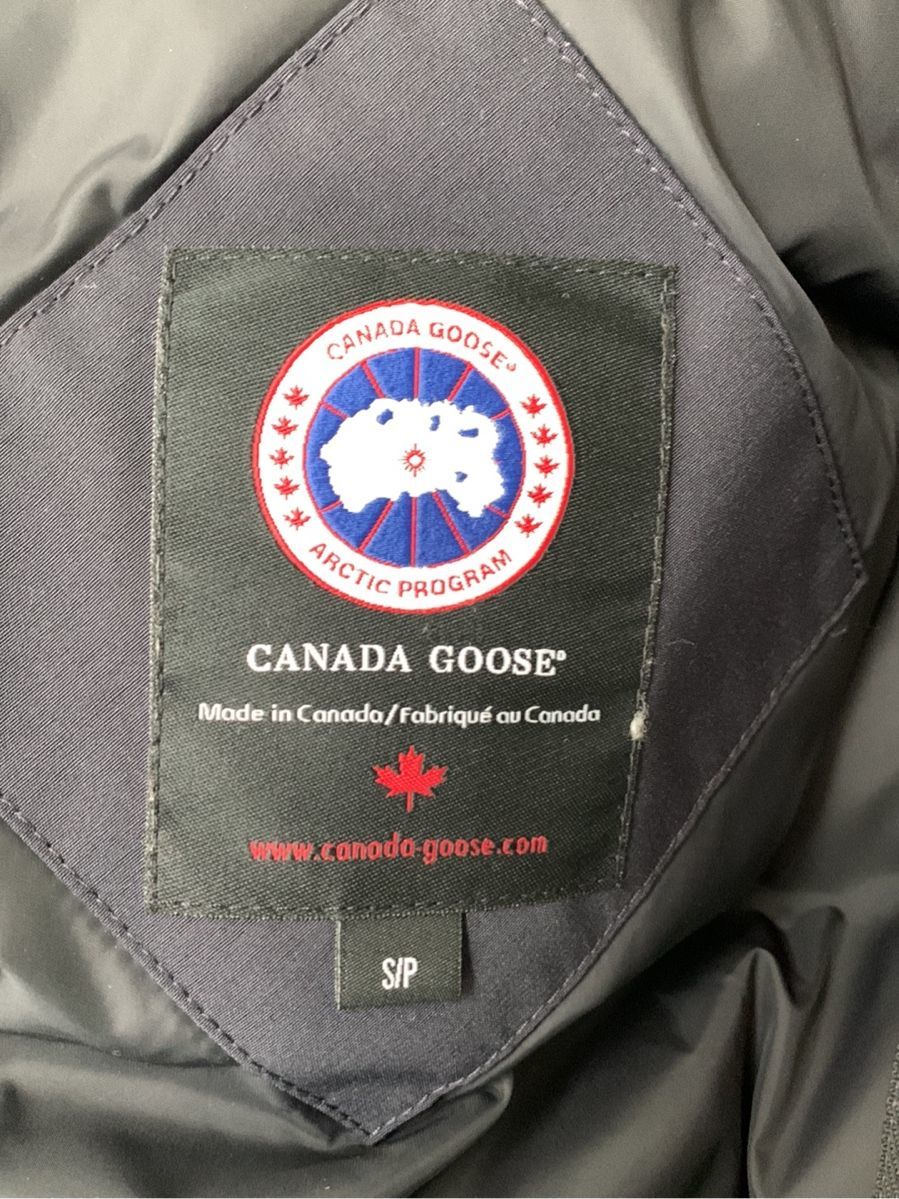 CANADA GOOSE®
ARCTIC PROGRAM
CANADA GOOSE®
Made in Canada/Fabriqué au Canada
www.canada-goose.com
S/P